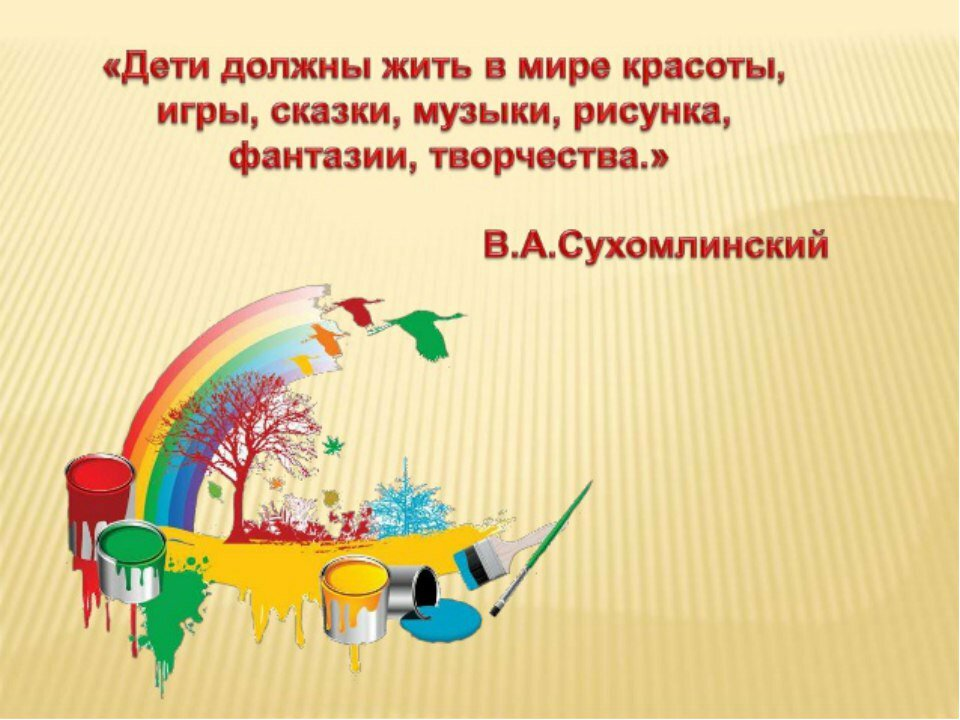 «Дети должны жить в мире красоты,
игры, сказки, музыки, рисунка,
фантазии, творчества.»
В.А.Сухомлинский